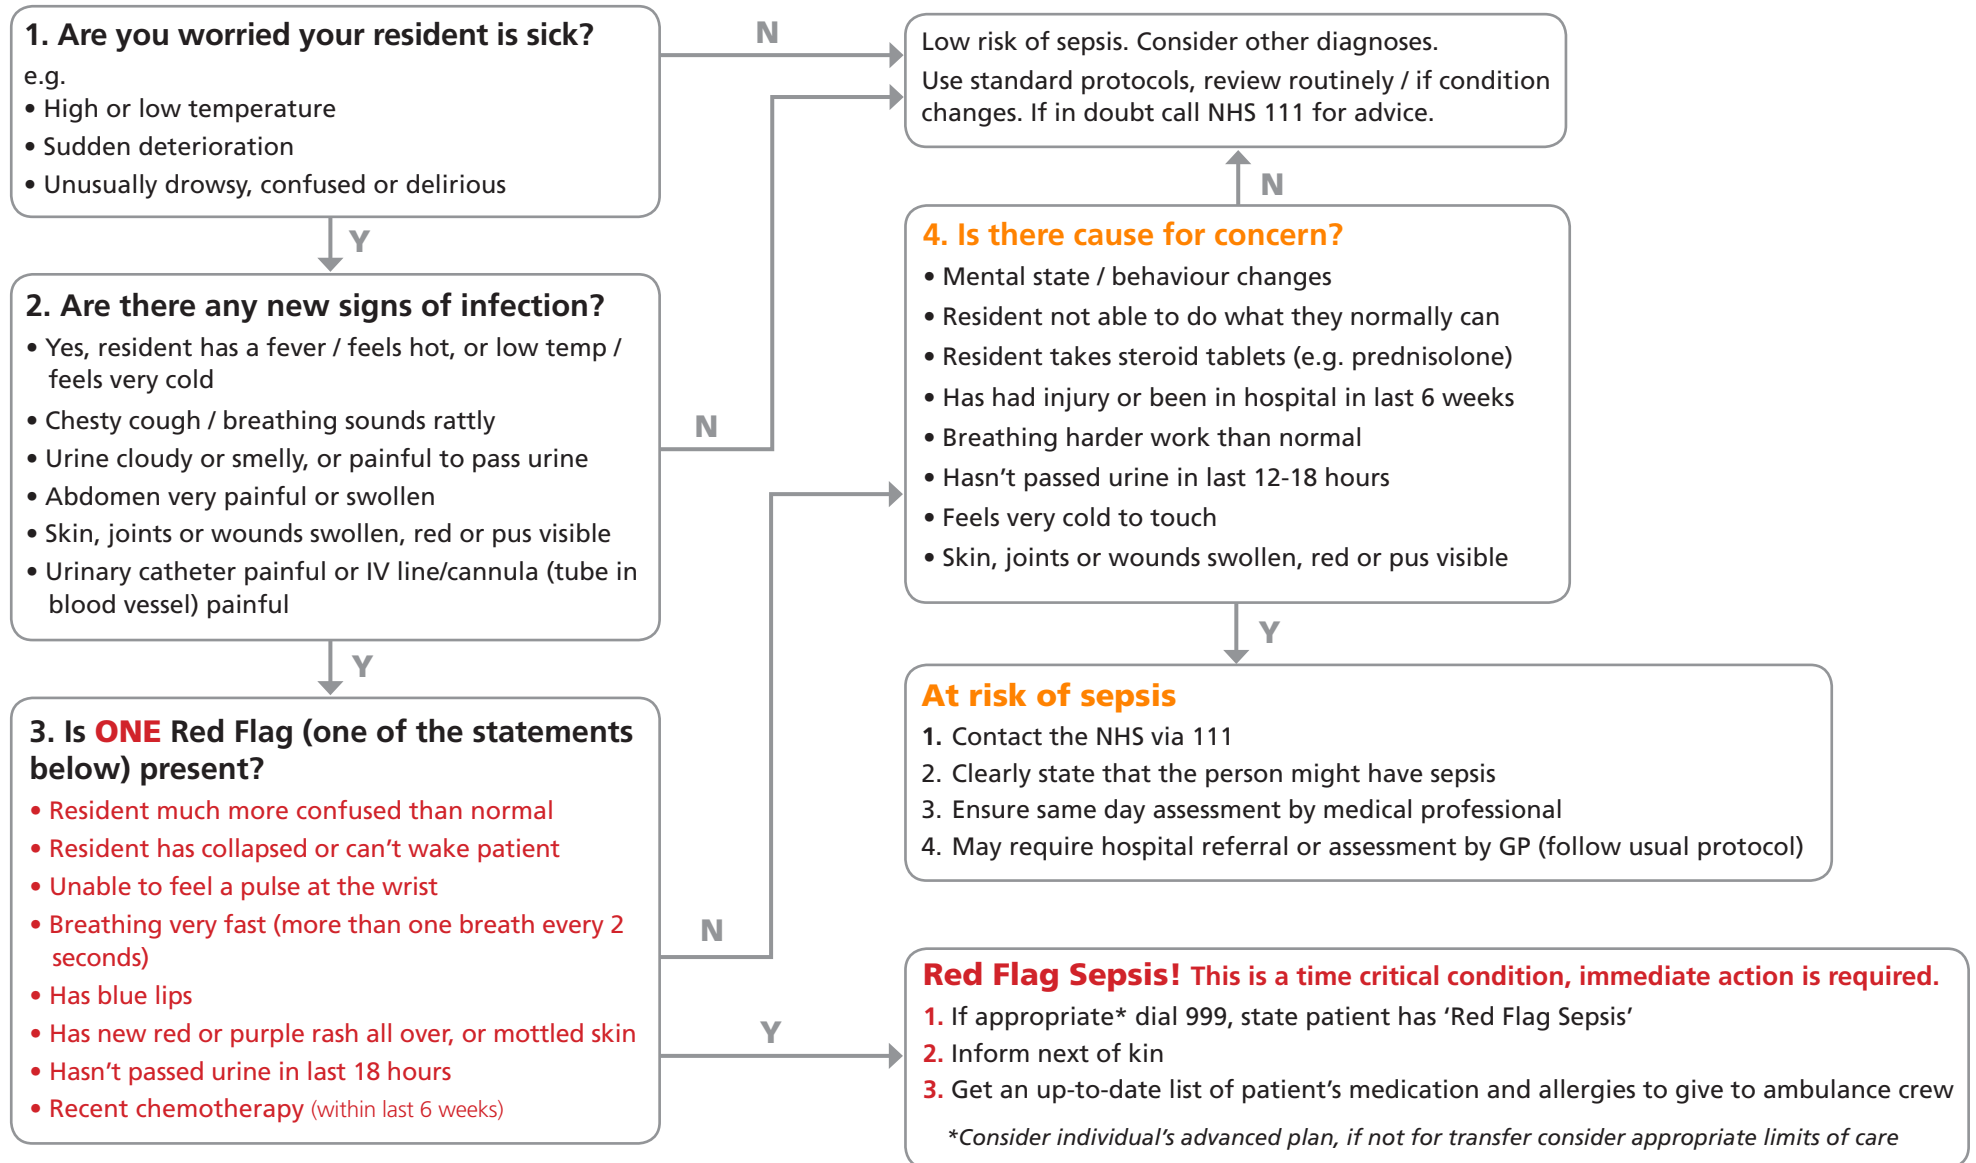 1. Are you worried your resident is sick?
e.g.
• High or low temperature
• Sudden deterioration
• Unusually drowsy, confused or delirious
N
Low risk of sepsis. Consider other diagnoses.
Use standard protocols, review routinely / if condition
changes. If in doubt call NHS 111 for advice.
Y
2. Are there any new signs of infection?
• Yes, resident has a fever / feels hot, or low temp /
feels very cold
• Chesty cough / breathing sounds rattly
• Urine cloudy or smelly, or painful to pass urine
• Abdomen very painful or swollen
• Skin, joints or wounds swollen, red or pus visible
• Urinary catheter painful or IV line/cannula (tube in
blood vessel) painful
N
Y
3. Is ONE Red Flag (one of the statements
below) present?
• Resident much more confused than normal
• Resident has collapsed or can't wake patient
• Unable to feel a pulse at the wrist
• Breathing very fast (more than one breath every 2
seconds)
• Has blue lips
• Has new red or purple rash all over, or mottled skin
• Hasn't passed urine in last 18 hours
• Recent chemotherapy (within last 6 weeks)
N
Y
N
4. Is there cause for concern?
• Mental state / behaviour changes
• Resident not able to do what they normally can
• Resident takes steroid tablets (e.g. prednisolone)
• Has had injury or been in hospital in last 6 weeks
• Breathing harder work than normal
• Hasn't passed urine in last 12-18 hours
• Feels very cold to touch
• Skin, joints or wounds swollen, red or pus visible
Y
At risk of sepsis
1. Contact the NHS via 111
2. Clearly state that the person might have sepsis
3. Ensure same day assessment by medical professional
4. May require hospital referral or assessment by GP (follow usual protocol)
Red Flag Sepsis! This is a time critical condition, immediate action is required.
1. If appropriate* dial 999, state patient has 'Red Flag Sepsis'
2. Inform next of kin
3. Get an up-to-date list of patient's medication and allergies to give to ambulance crew
*Consider individual's advanced plan, if not for transfer consider appropriate limits of care